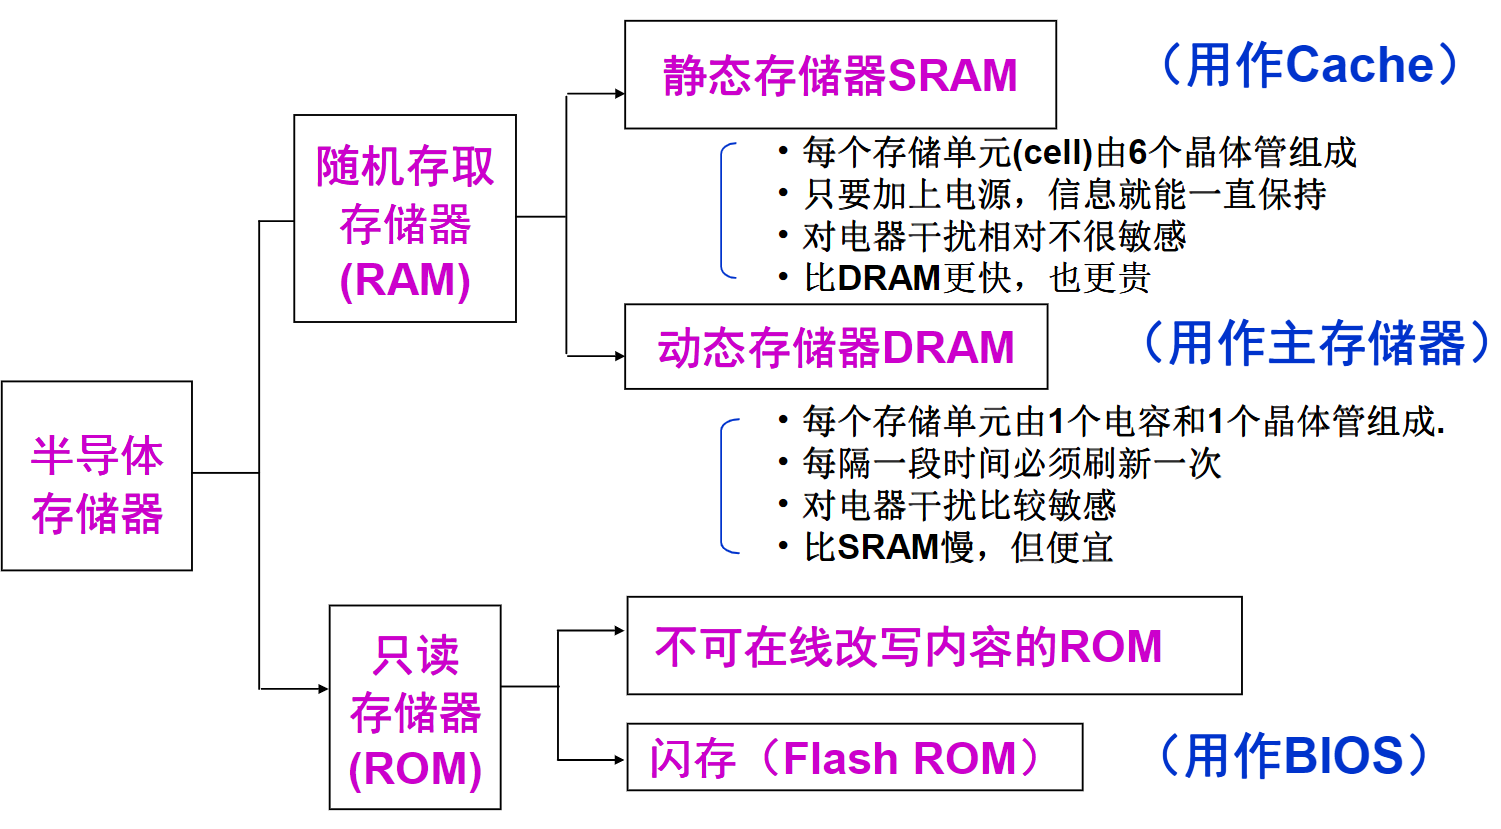 静态存储器SRAM
（用作Cache）
• 每个存储单元(cell)由6个晶体管组成
• 只要加上电源，信息就能一直保持
• 对电器干扰相对不很敏感
• 比DRAM更快，也更贵
随机存取
存储器
(RAM)
动态存储器DRAM
（用作主存储器）
• 每个存储单元由1个电容和1个晶体管组成.
• 每隔一段时间必须刷新一次
• 对电器干扰比较敏感
• 比SRAM慢，但便宜
半导体
存储器
只读
存储器
(ROM)
不可在线改写内容的ROM
闪存（Flash ROM）
（用作BIOS）